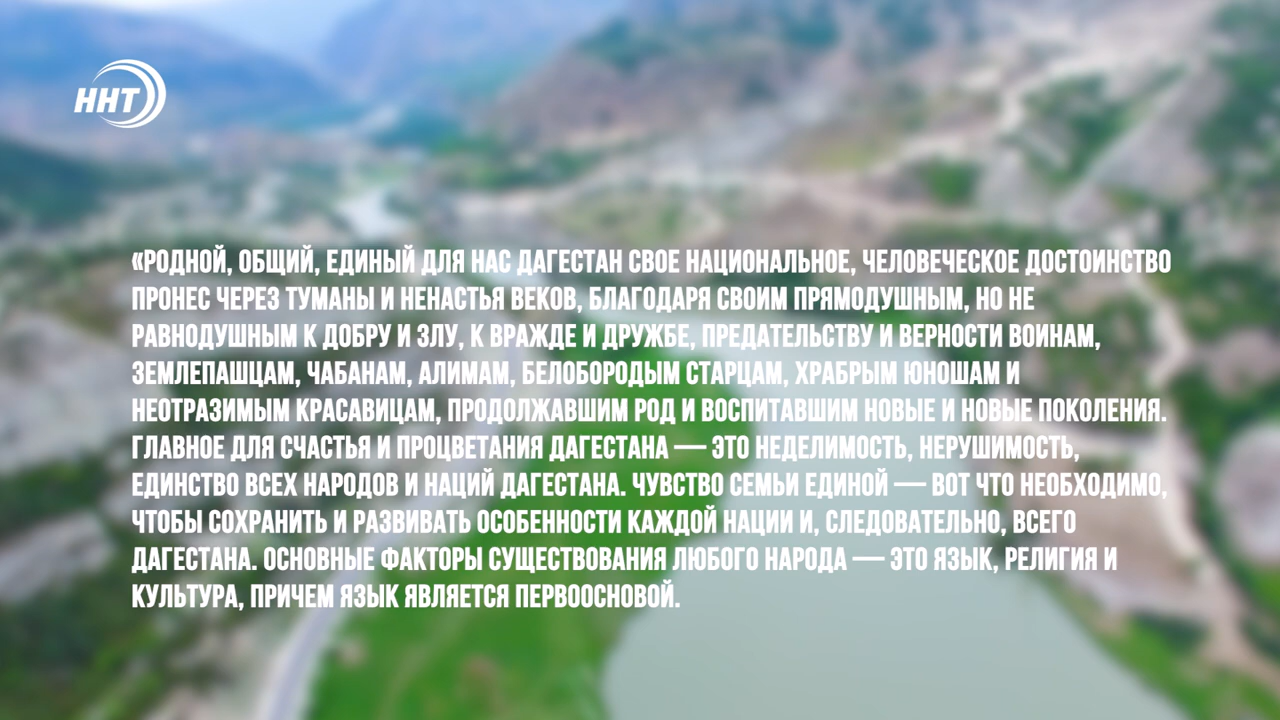 ННТ
«РОДНОЙ, ОБЩИЙ, ЕДИНЫЙ ДЛЯ НАС ДАГЕСТАН СВОЕ НАЦИОНАЛЬНОЕ, ЧЕЛОВЕЧЕСКОЕ ДОСТОИНСТВО
ПРОНЕС ЧЕРЕЗ ТУМАНЫ И НЕНАСТЬЯ ВЕКОВ, БЛАГОДАРЯ СВОИМ ПРЯМОДУШНЫМ, НО НЕ
РАВНОДУШНЫМ К ДОБРУ И ЗЛУ, К ВРАЖДЕ И ДРУЖБЕ, ПРЕДАТЕЛЬСТВУ И ВЕРНОСТИ ВОИНАМ,
ЗЕМЛЕПАШЦАМ, ЧАБАНАМ, АЛИМАМ, БЕЛОБОРОДЫМ СТАРЦАМ, ХРАБРЫМ ЮНОШАМ И
НЕОТРАЗИМЫМ КРАСАВИЦАМ, ПРОДОЛЖАВШИМ РОД И ВОСПИТАВШИМ НОВЫЕ И НОВЫЕ ПОКОЛЕНИЯ.
ГЛАВНОЕ ДЛЯ СЧАСТЬЯ И ПРОЦВЕТАНИЯ ДАГЕСТАНА — ЭТО НЕДЕЛИМОСТЬ, НЕРУШИМОСТЬ,
ЕДИНСТВО ВСЕХ НАРОДОВ И НАЦИЙ ДАГЕСТАНА. ЧУВСТВО СЕМЬИ ЕДИНОЙ — ВОТ ЧТО НЕОБХОДИМО,
ЧТОБЫ СОХРАНИТЬ И РАЗВИВАТЬ ОСОБЕННОСТИ КАЖДОЙ НАЦИИ И, СЛЕДОВАТЕЛЬНО, ВСЕГО
ДАГЕСТАНА. ОСНОВНЫЕ ФАКТОРЫ СУЩЕСТВОВАНИЯ ЛЮБОГО НАРОДА — ЭТО ЯЗЫК, РЕЛИГИЯ И
КУЛЬТУРА, ПРИЧЕМ ЯЗЫК ЯВЛЯЕТСЯ ПЕРВООСНОВОЙ.